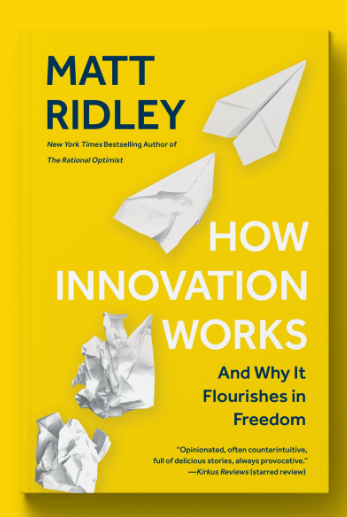 MATT
RIDLEY
New York Times Bestselling Author of
The Rational Optimist
HOW
INNOVATION
WORKS
And Why It
Flourishes in
Freedom
“Opinionated, often counterintuitive,
full of delicious stories, always provocative.”
—Kirkus Reviews (starred review)